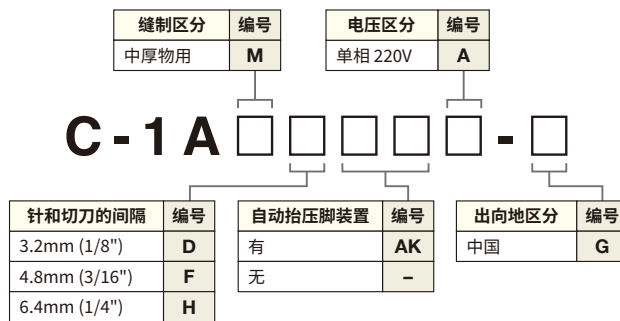 缝制区分 编号
中厚物用 M
电压区分 编号
单相 220V A
C-1A□□□□□-□
针和切刀的间隔 编号
3.2mm (1/8") D
4.8mm (3/16") F
6.4mm (1/4") H
自动抬压脚装置 编号
有 AK
无 –
出向地区分 编号
中国 G